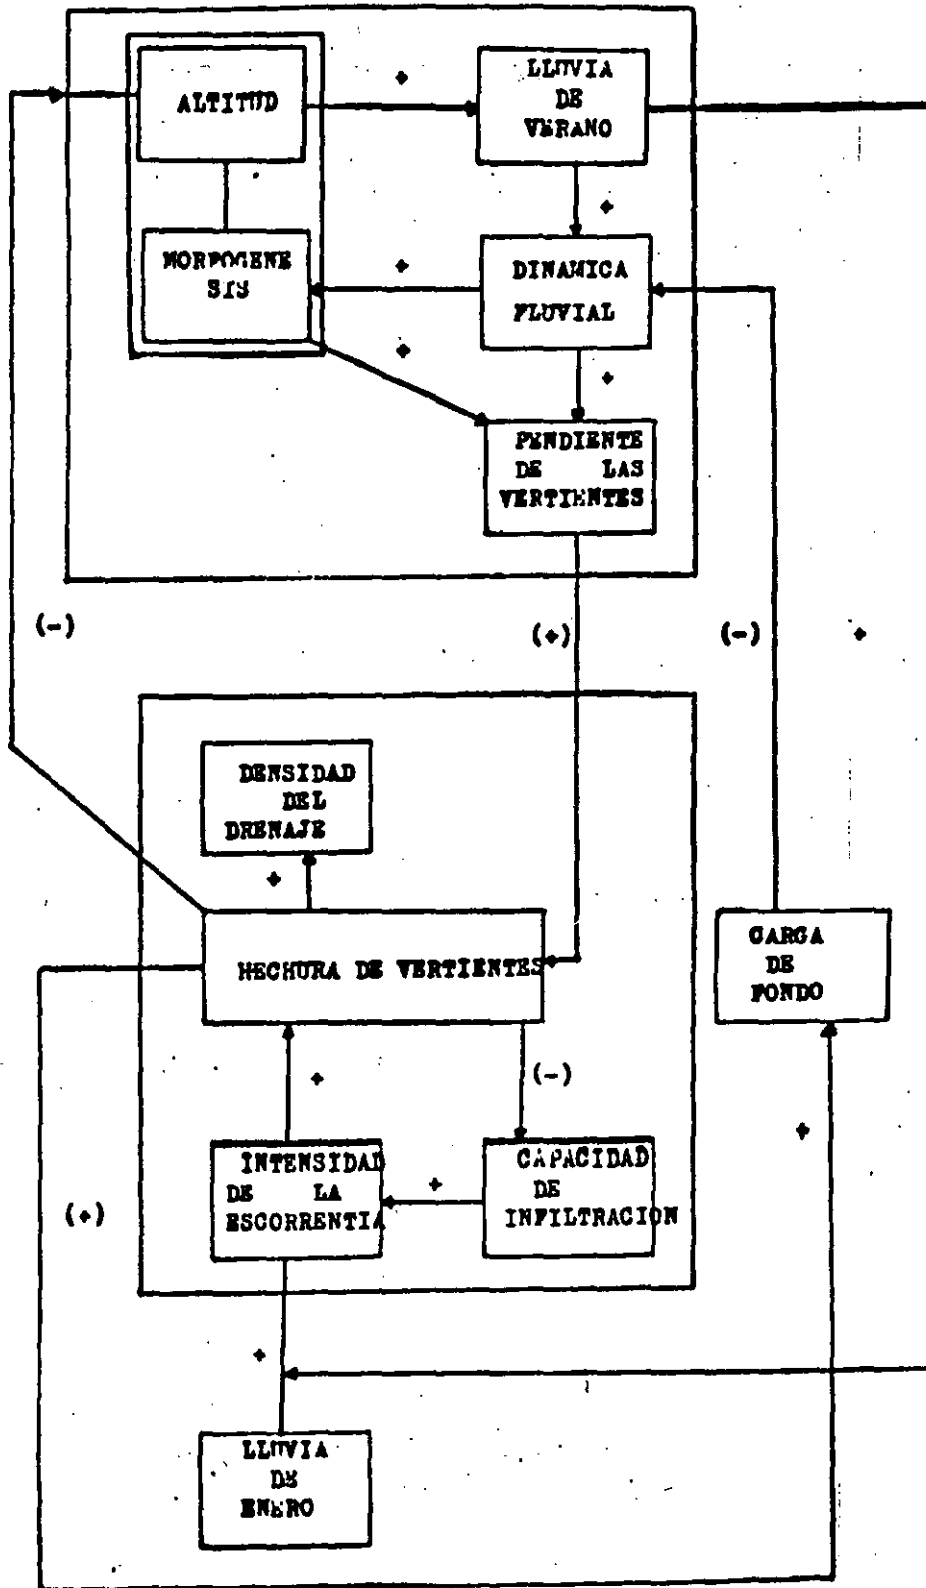 ALTITUD
+
LLUVIA
DE
VERANO
+
MORFOGENE
SIS
+
DINAMICA
FLUVIAL
+
+
PENDIENTE
DE LAS
VERTIENTES
(-)
(+)
(-)
+
DENSIDAD
DEL
DRENAJE
+
HECHURA DE VERTIENTES
CARGA
DE
FONDO
+
(-)
+
INTENSIDAD
DE LA
ESCORRENTIA
+
CAPACIDAD
DE
INFILTRACION
(+)
+
LLUVIA
DE
ENERO